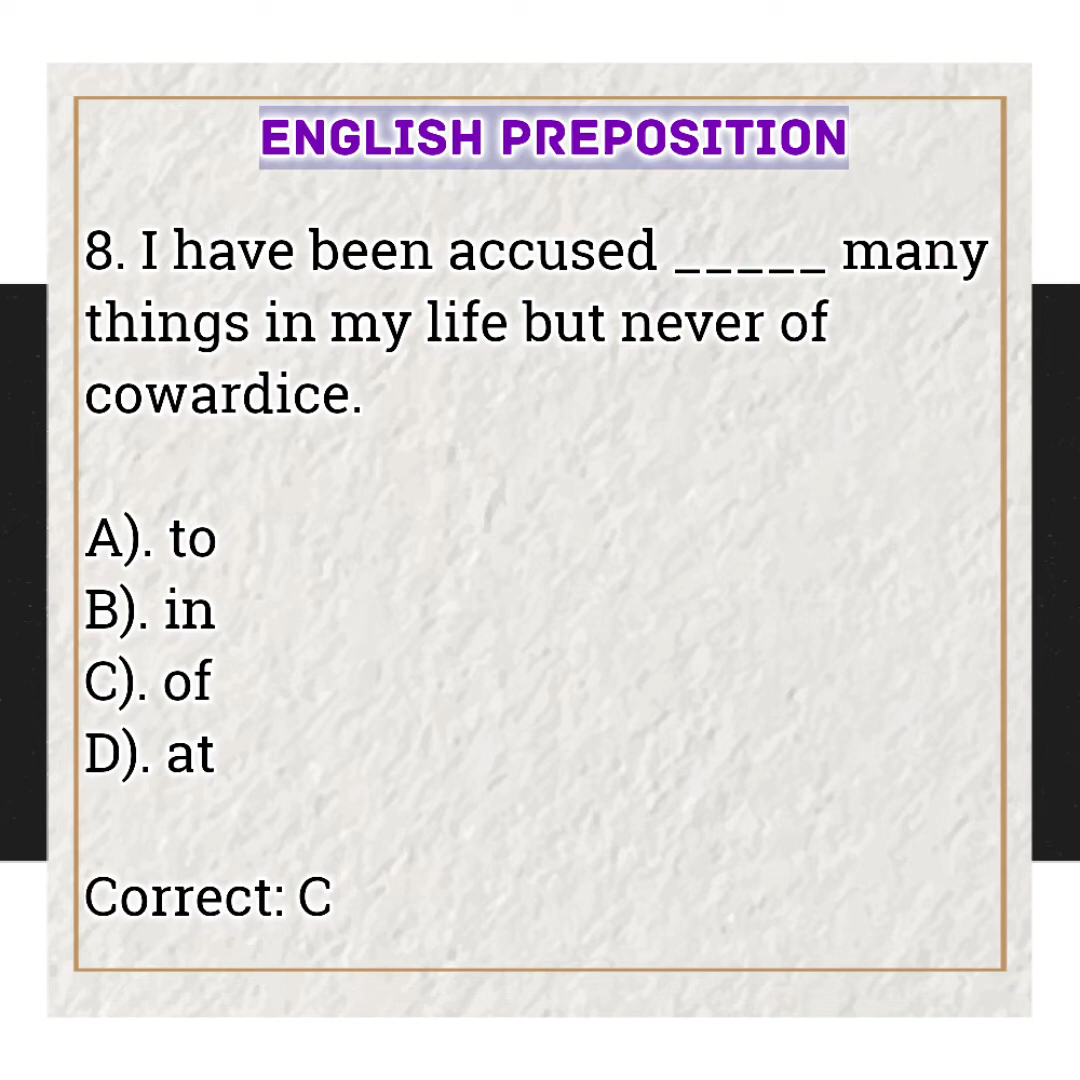 ENGLISH PREPOSITION
8. I have been accused _____ many
things in my life but never of
cowardice.
A). to
B). in
C). of
D). at
Correct: C